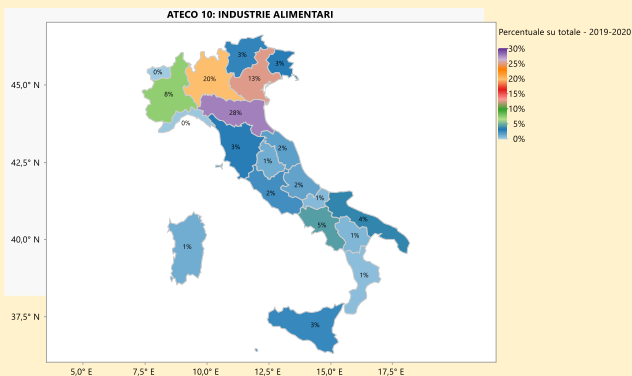 ATECO 10: INDUSTRIE ALIMENTARI
Percentuale su totale - 2019-2020
30%
25%
20%
15%
10%
5%
0%
45,0° N
42,5° N
40,0° N
37,5° N
3%
3%
0%
20%
13%
8%
28%
0%
3%
2%
1%
2%
2%
1%
4%
5%
1%
1%
1%
3%
5,0° E
7,5° E
10,0° E
12,5° E
15,0° E
17,5° E